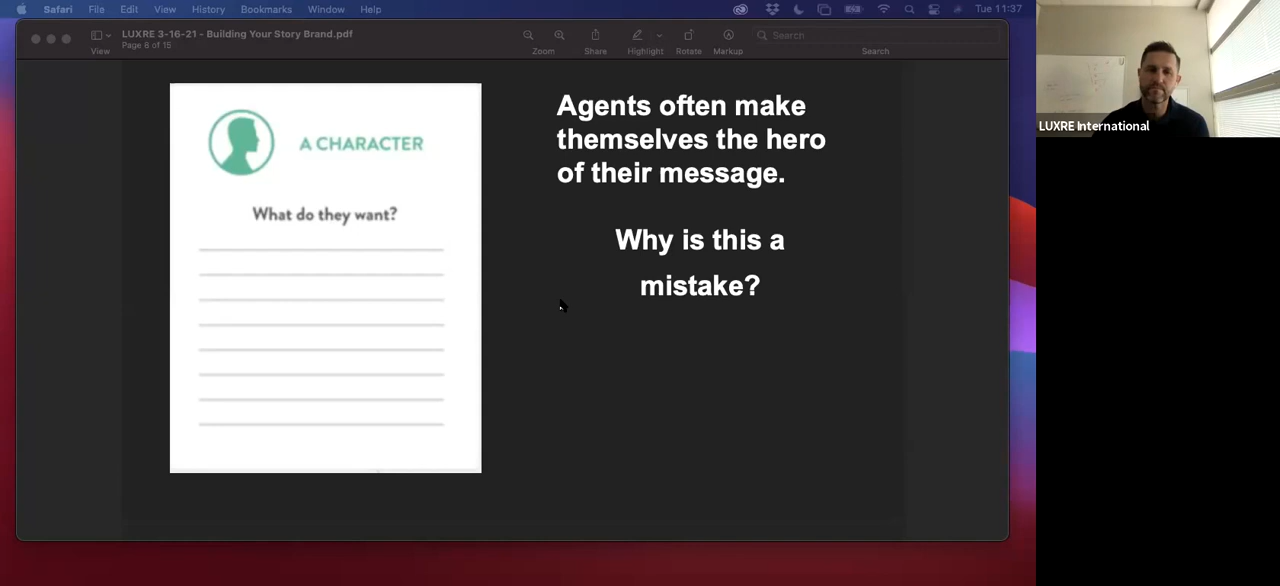 Safari File Edit View History Bookmarks Window Help Tue 11:37
LUXRE 3-16-21 - Building Your Story Brand.pdf
Page 8 of 15
View Zoom Share Highlight Rotate Markup Search
Search
A CHARACTER
What do they want?
Agents often make
themselves the hero
of their message.
Why is this a
mistake?
LUXRE International